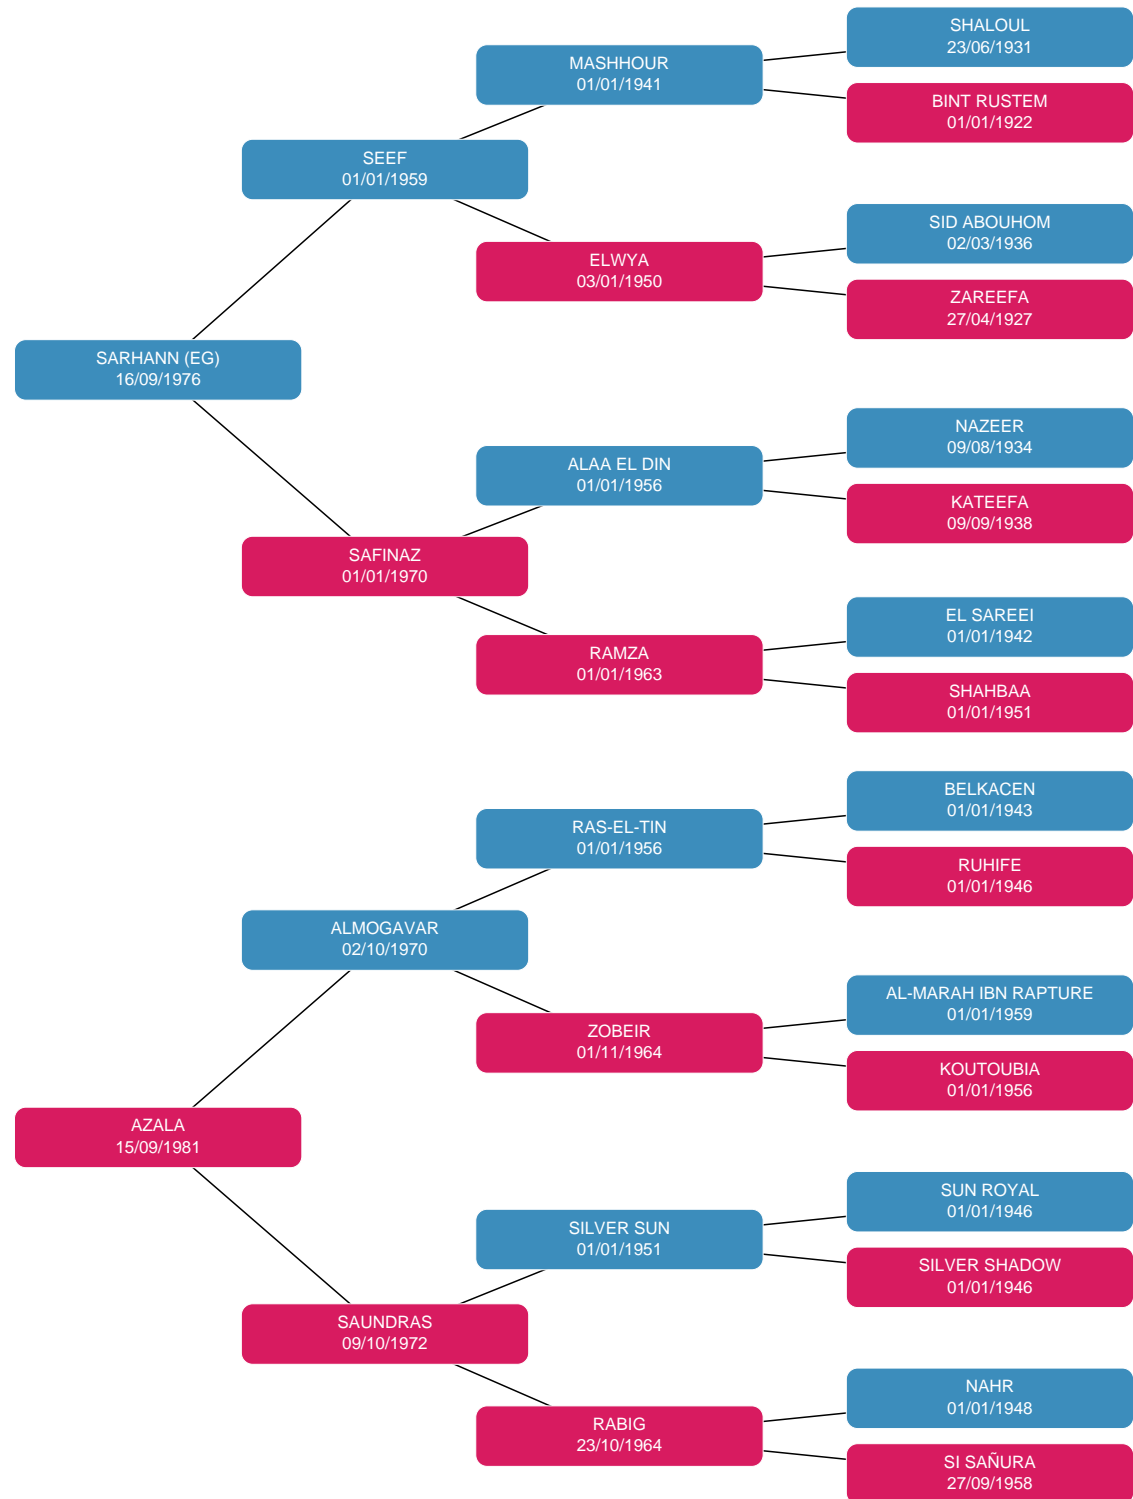 SHALOUL
23/06/1931
MASHHOUR
01/01/1941
BINT RUSTEM
01/01/1922
SEEF
01/01/1959
SID ABOUHOM
02/03/1936
ELWYA
03/01/1950
ZAREEFA
27/04/1927
SARHANN (EG)
16/09/1976
NAZEER
09/08/1934
ALAA EL DIN
01/01/1956
KATEEFA
09/09/1938
SAFINAZ
01/01/1970
EL SAREEI
01/01/1942
RAMZA
01/01/1963
SHAHBAA
01/01/1951
BELKACEN
01/01/1943
RAS-EL-TIN
01/01/1956
RUHIFE
01/01/1946
ALMOGAVAR
02/10/1970
AL-MARAH IBN RAPTURE
01/01/1959
ZOBEIR
01/11/1964
KOUTOUBIA
01/01/1956
AZALA
15/09/1981
SUN ROYAL
01/01/1946
SILVER SUN
01/01/1951
SILVER SHADOW
01/01/1946
SAUNDRAS
09/10/1972
NAHR
01/01/1948
RABIG
23/10/1964
SI SAÑURA
27/09/1958